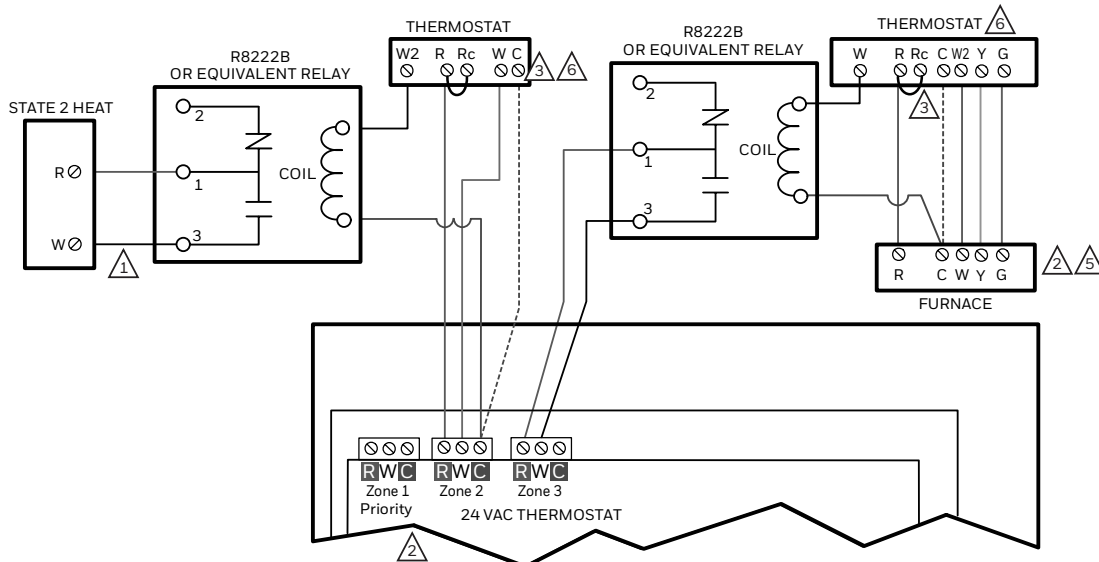 THERMOSTAT
R8222B
OR EQUIVALENT RELAY
W2 R Rc W C
3 6
STATE 2 HEAT
R
W
1
2
1
3
COIL
R8222B
OR EQUIVALENT RELAY
2
1
3
COIL
THERMOSTAT 6
W R Rc C W2 Y G
3
R C W Y G
2 5
FURNACE
R W C
Zone 1
Priority
R W C
Zone 2
R W C
Zone 3
24 VAC THERMOSTAT
2